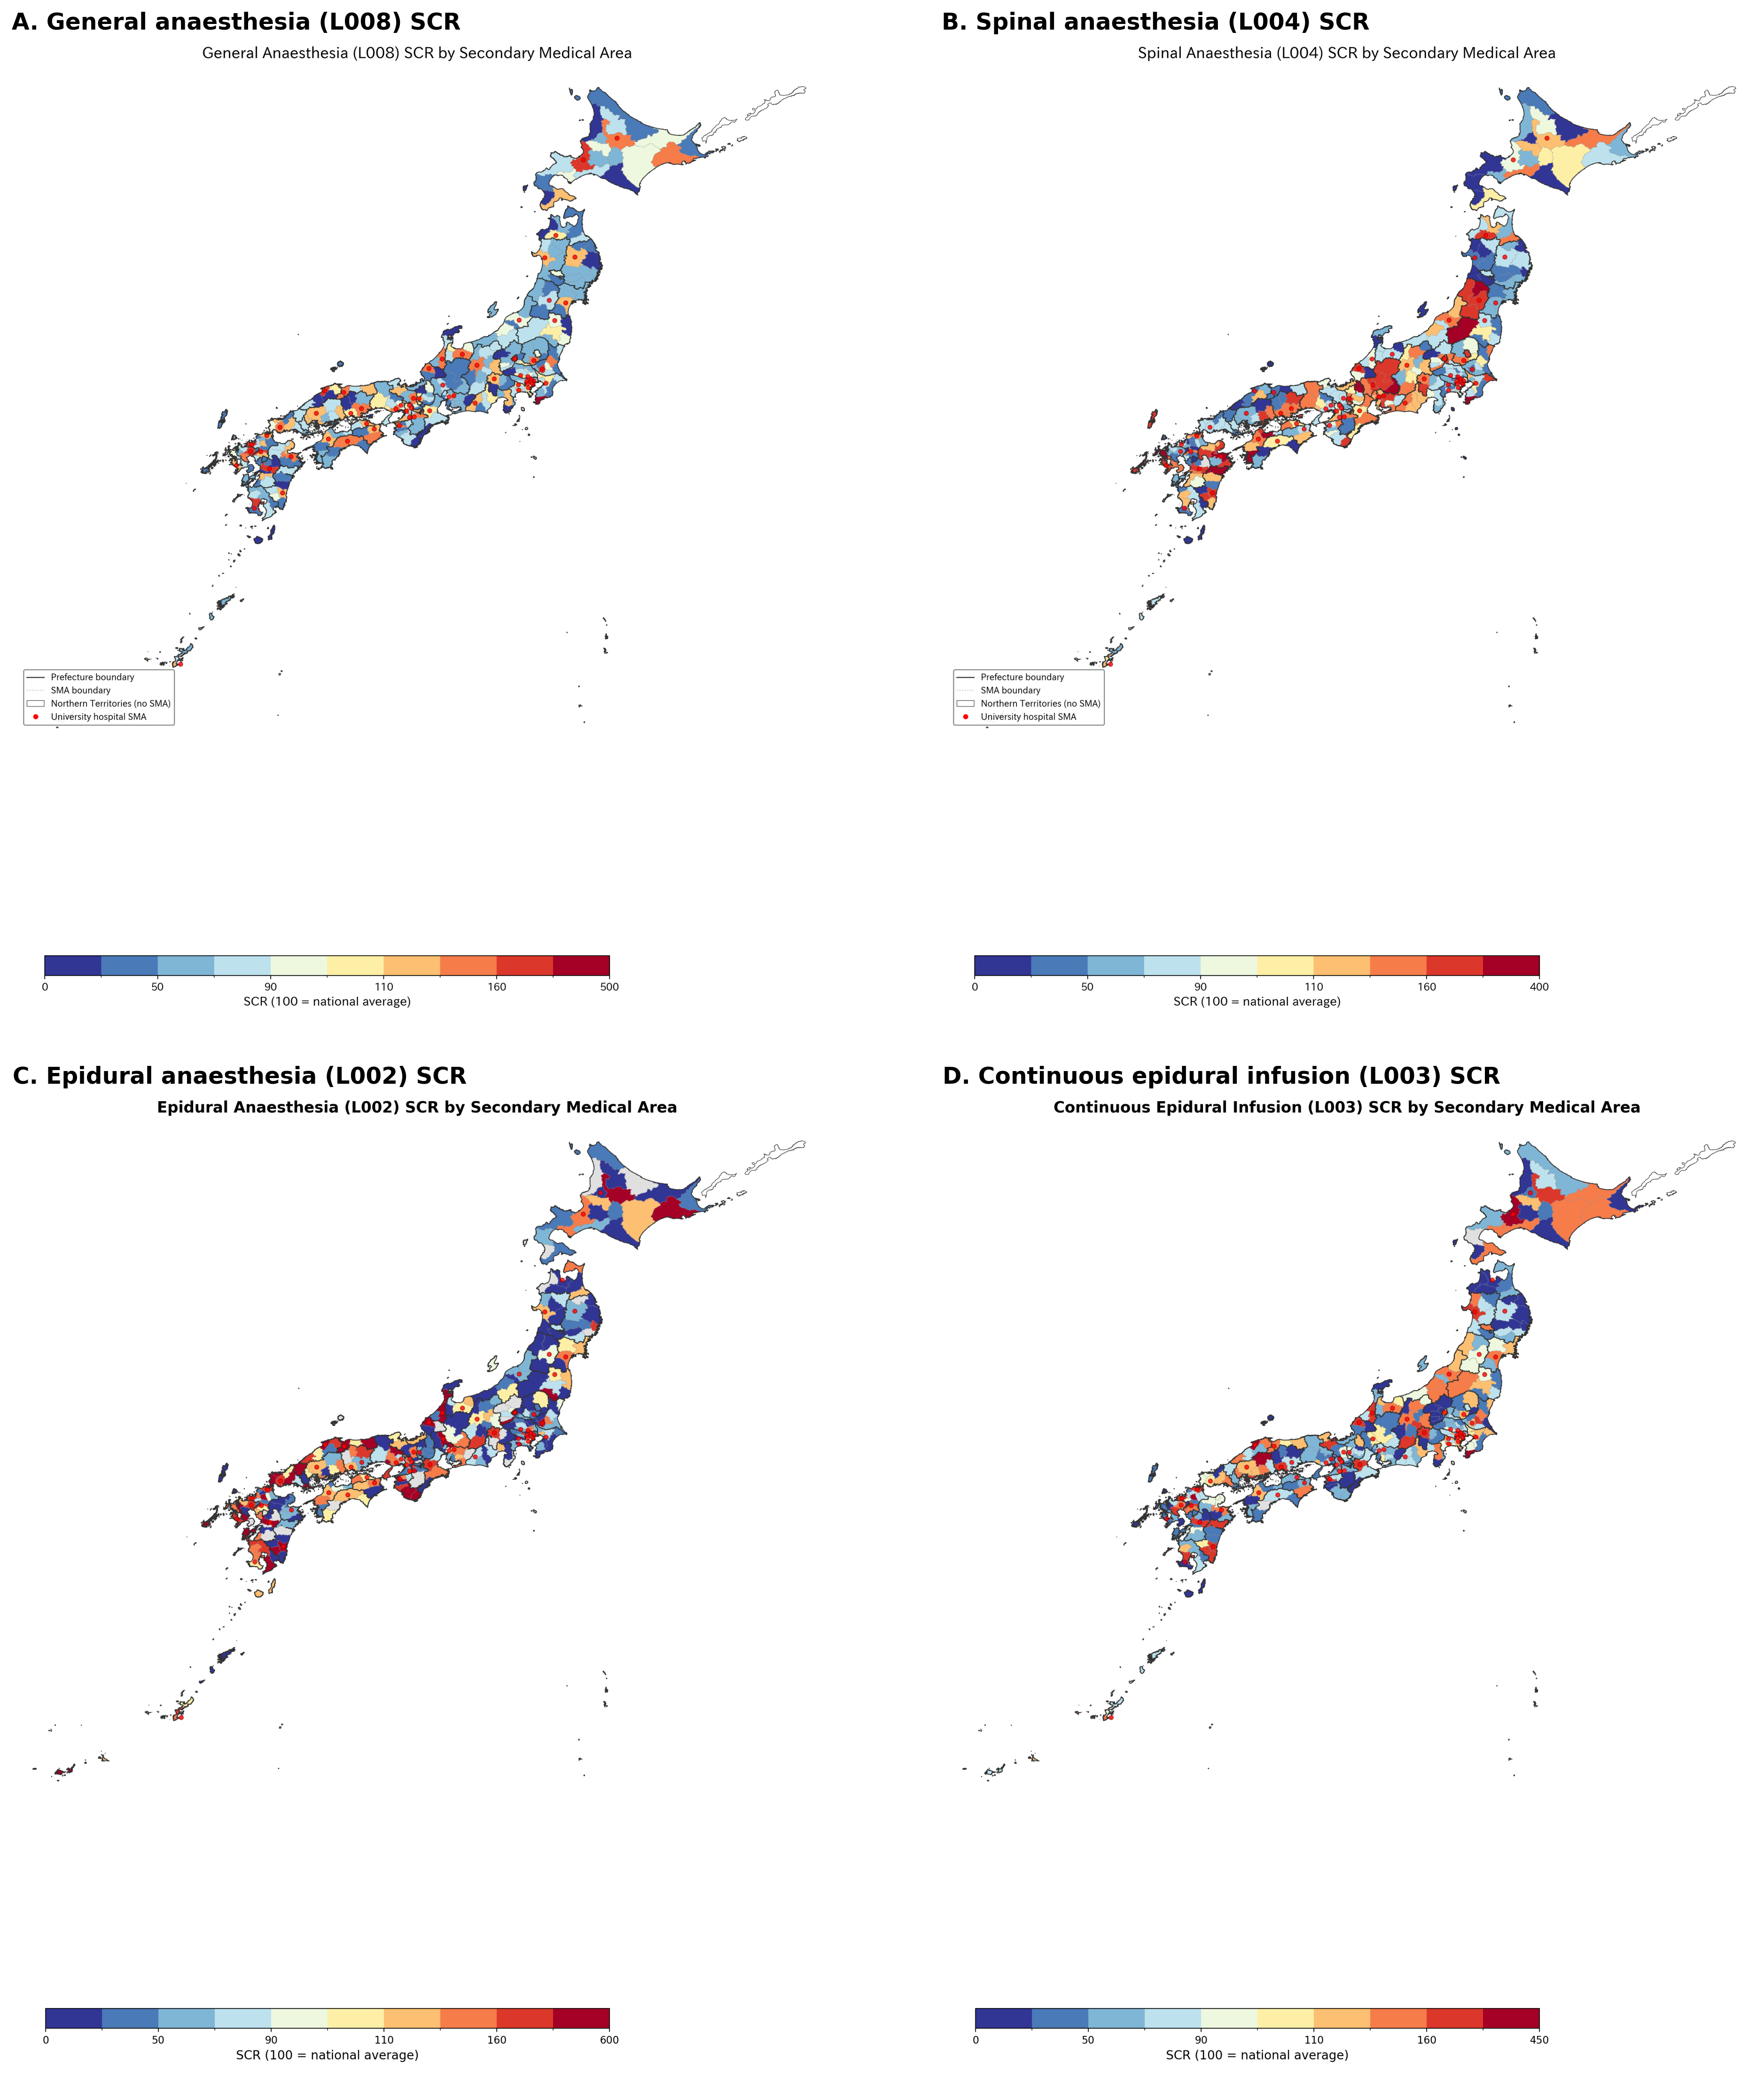 A. General anaesthesia (L008) SCR
General Anaesthesia (L008) SCR by Secondary Medical Area
Prefecture boundary
SMA boundary
Northern Territories (no SMA)
University hospital SMA
0 50 90 110 160 500
SCR (100 = national average)
B. Spinal anaesthesia (L004) SCR
Spinal Anaesthesia (L004) SCR by Secondary Medical Area
Prefecture boundary
SMA boundary
Northern Territories (no SMA)
University hospital SMA
0 50 90 110 160 400
SCR (100 = national average)
C. Epidural anaesthesia (L002) SCR
Epidural Anaesthesia (L002) SCR by Secondary Medical Area
0 50 90 110 160 600
SCR (100 = national average)
D. Continuous epidural infusion (L003) SCR
Continuous Epidural Infusion (L003) SCR by Secondary Medical Area
0 50 90 110 160 450
SCR (100 = national average)